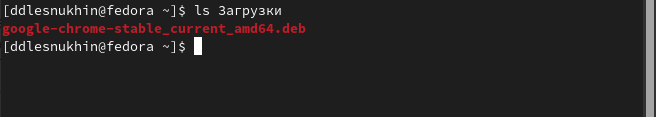 [ddlesnukhin@fedora ~]$ ls Загрузки
google-chrome-stable_current_amd64.deb
[ddlesnukhin@fedora ~]$